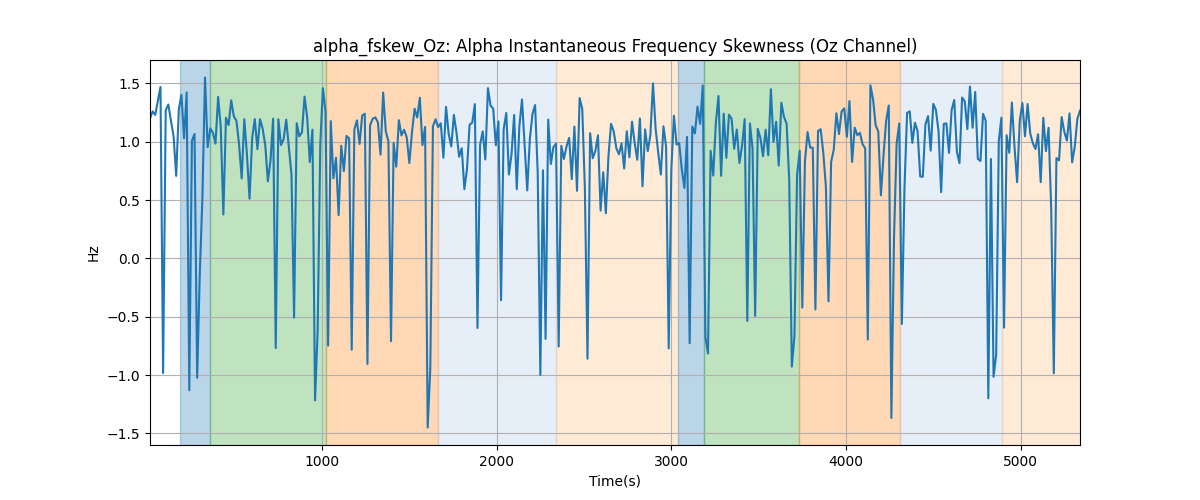 alpha_fskew_Oz: Alpha Instantaneous Frequency Skewness (Oz Channel)
1.5
1.0
0.5
0.0
−0.5
−1.0
−1.5
Hz
1000 2000 3000 4000 5000
Time(s)